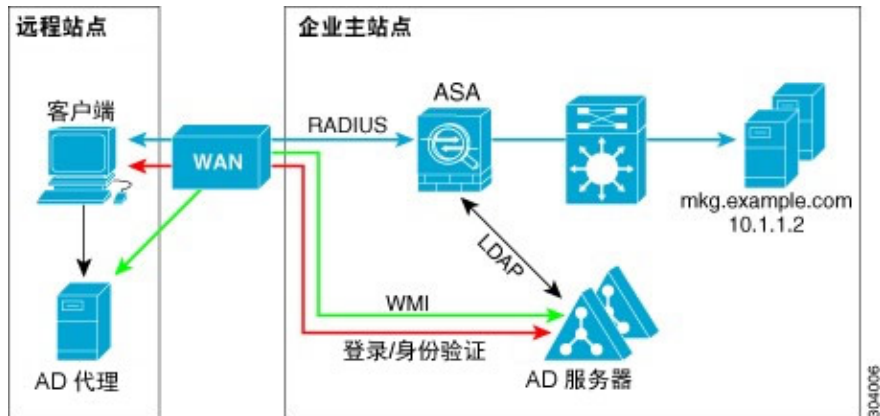 远程站点
企业主站点
客户端
ASA
RADIUS
WAN
mkg.example.com
10.1.1.2
LDAP
WMI
登录/身份验证
AD 代理
AD 服务器
304006